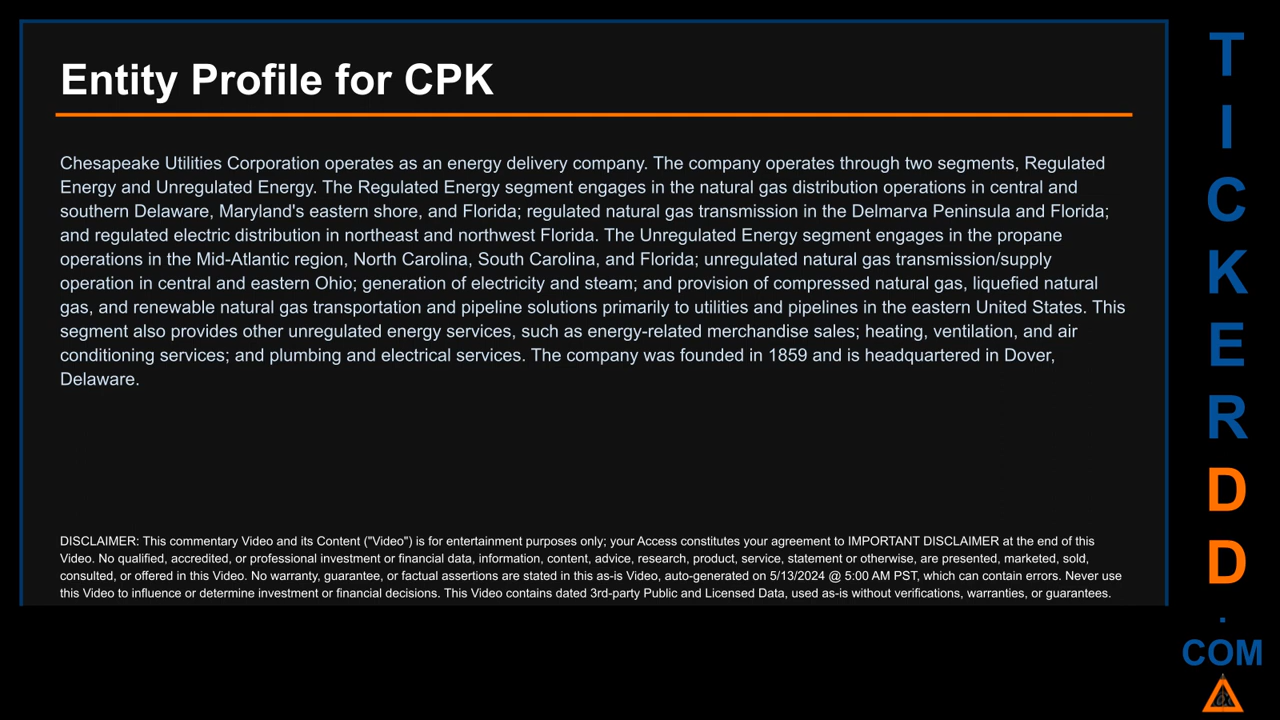 Entity Profile for CPK
Chesapeake Utilities Corporation operates as an energy delivery company. The company operates through two segments, Regulated
Energy and Unregulated Energy. The Regulated Energy segment engages in the natural gas distribution operations in central and
southern Delaware, Maryland's eastern shore, and Florida; regulated natural gas transmission in the Delmarva Peninsula and Florida;
and regulated electric distribution in northeast and northwest Florida. The Unregulated Energy segment engages in the propane
operations in the Mid-Atlantic region, North Carolina, South Carolina, and Florida; unregulated natural gas transmission/supply
operation in central and eastern Ohio; generation of electricity and steam; and provision of compressed natural gas, liquefied natural
gas, and renewable natural gas transportation and pipeline solutions primarily to utilities and pipelines in the eastern United States. This
segment also provides other unregulated energy services, such as energy-related merchandise sales; heating, ventilation, and air
conditioning services; and plumbing and electrical services. The company was founded in 1859 and is headquartered in Dover,
Delaware.
DISCLAIMER: This commentary Video and its Content ("Video") is for entertainment purposes only; your Access constitutes your agreement to IMPORTANT DISCLAIMER at the end of this
Video. No qualified, accredited, or professional investment or financial data, information, content, advice, research, product, service, statement or otherwise, are presented, marketed, sold,
consulted, or offered in this Video. No warranty, guarantee, or factual assertions are stated in this as-is Video, auto-generated on 5/13/2024 @ 5:00 AM PST, which can contain errors. Never use
this Video to influence or determine investment or financial decisions. This Video contains dated 3rd-party Public and Licensed Data, used as-is without verifications, warranties, or guarantees.
T
I
C
K
E
R
D
D
.
COM